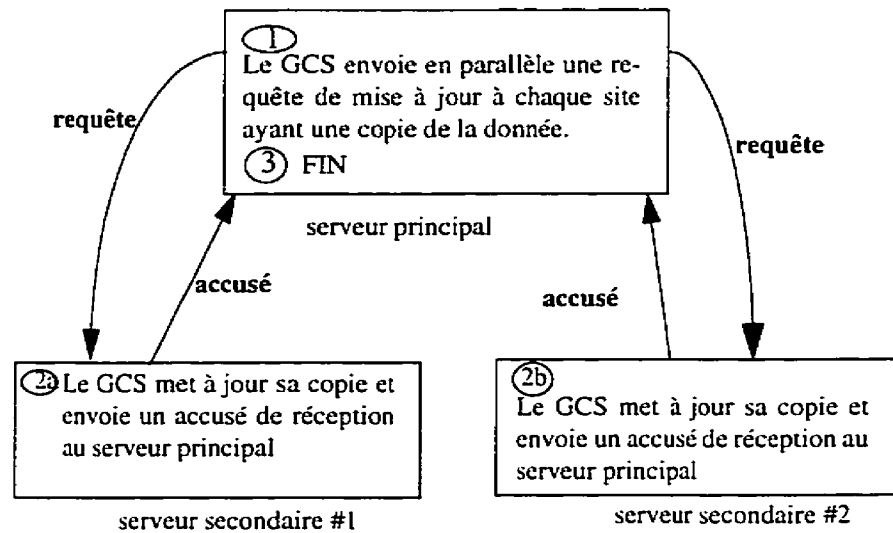 1
Le GCS envoie en parallèle une re-
quête de mise à jour à chaque site
ayant une copie de la donnée.
3 FIN
requête
requête
serveur principal
accusé
accusé
2a Le GCS met à jour sa copie et
envoie un accusé de réception
au serveur principal
2b
Le GCS met à jour sa copie et
envoie un accusé de réception au
serveur principal
serveur secondaire #1
serveur secondaire #2